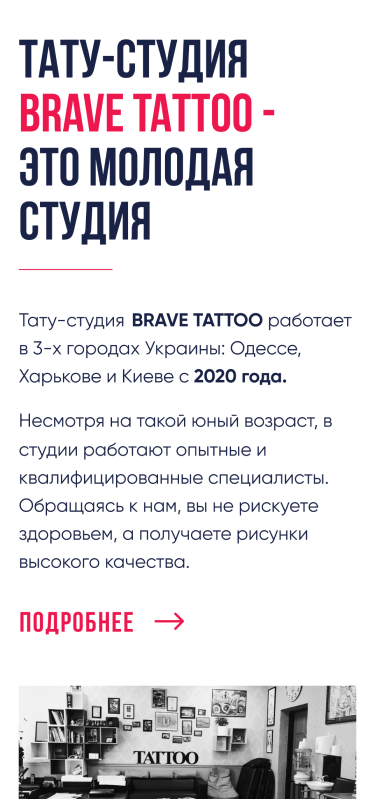 ТАТУ-СТУДИЯ
BRAVE TATTOO -
ЭТО МОЛОДАЯ
СТУДИЯ
Тату-студия BRAVE TATTOO работает
в 3-х городах Украины: Одессе,
Харькове и Киеве с 2020 года.
Несмотря на такой юный возраст, в
студии работают опытные и
квалифицированные специалисты.
Обращаясь к нам, вы не рискуете
здоровьем, а получаете рисунки
высокого качества.
ПОДРОБНЕЕ
TATTOO